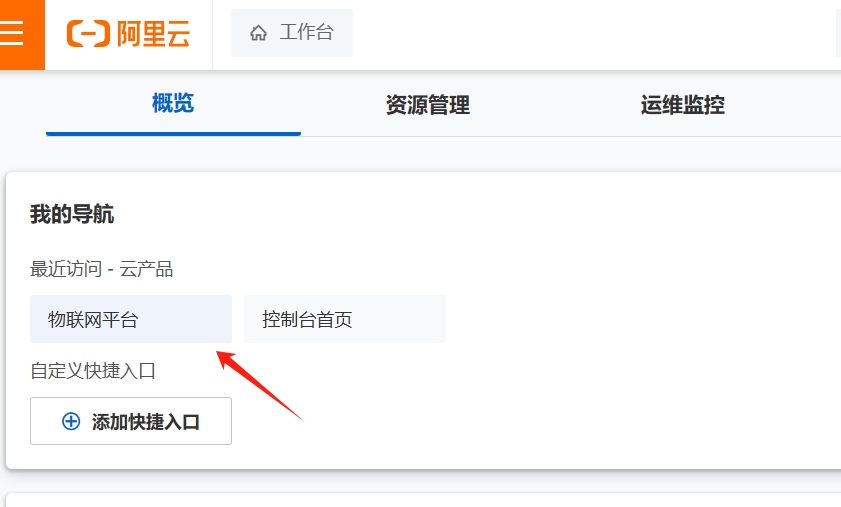 阿里云 工作台
概览 资源管理 运维监控
我的导航
最近访问 - 云产品
物联网平台 控制台首页
自定义快捷入口
添加快捷入口